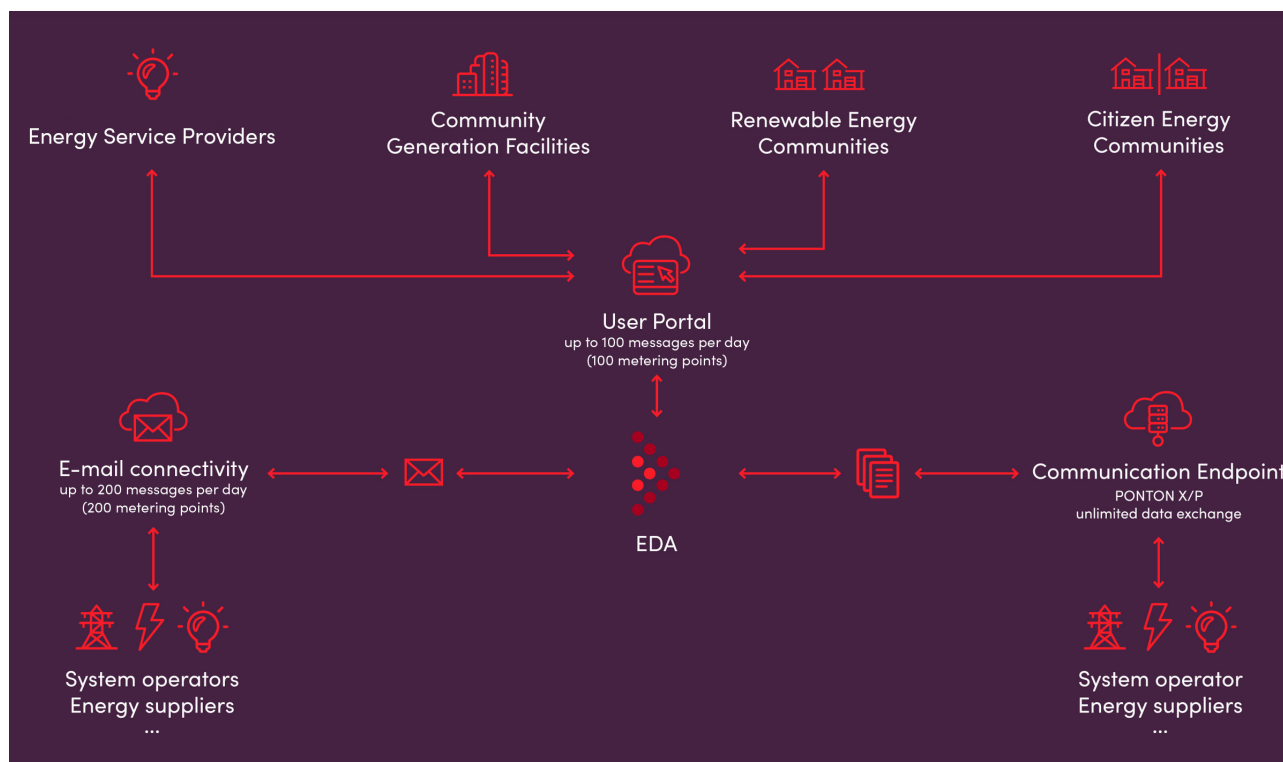 Energy Service Providers
Community
Generation Facilities
Renewable Energy
Communities
Citizen Energy
Communities
User Portal
up to 100 messages per day
(100 metering points)
E-mail connectivity
up to 200 messages per day
(200 metering points)
EDA
Communication Endpoint
PONTON X/P
unlimited data exchange
System operators
Energy suppliers
...
System operator
Energy suppliers
...